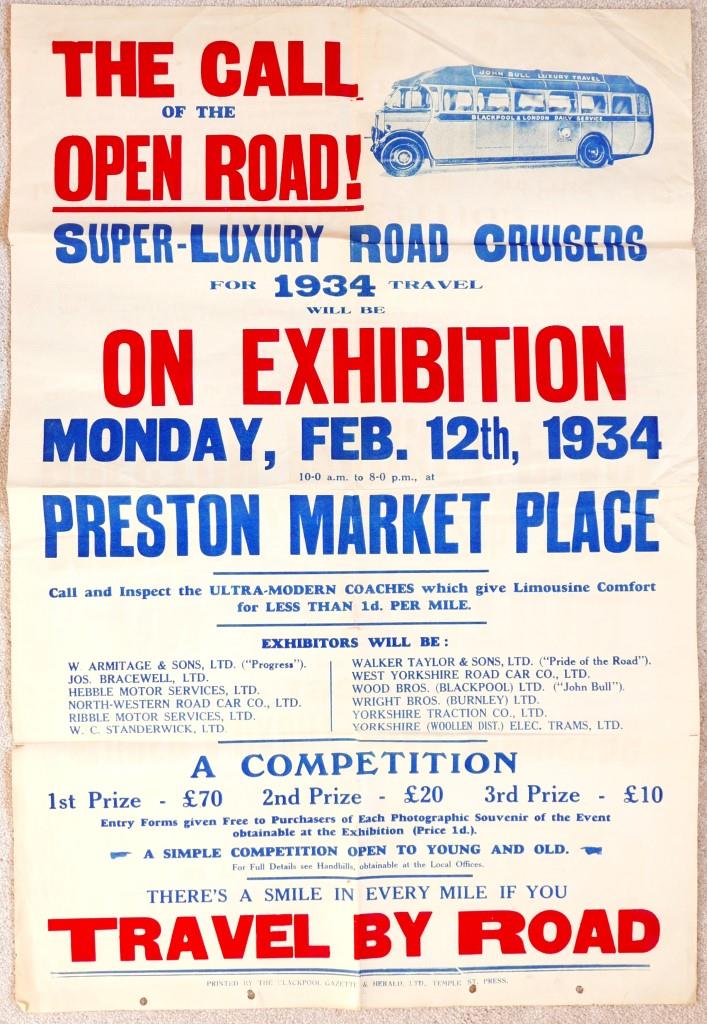 THE CALL
OF THE
OPEN ROAD!
JOHN BULL LUXURY TRAVEL
BLACKPOOL & LONDON DAILY SERVICE
SUPER-LUXURY ROAD CRUISERS
FOR 1934 TRAVEL
WILL BE
ON EXHIBITION
MONDAY, FEB. 12th, 1934
10-0 a.m. to 8-0 p.m., at
PRESTON MARKET PLACE
Call and Inspect the ULTRA-MODERN COACHES which give Limousine Comfort
for LESS THAN 1d. PER MILE.
EXHIBITORS WILL BE:
W. ARMITAGE & SONS, LTD. ("Progress").
JOS. BRACEWELL, LTD.
HEBBLE MOTOR SERVICES, LTD.
NORTH-WESTERN ROAD CAR CO., LTD.
RIBBLE MOTOR SERVICES, LTD.
W. C. STANDERWICK, LTD.
WALKER TAYLOR & SONS, LTD. ("Pride of the Road").
WEST YORKSHIRE ROAD CAR CO., LTD.
WOOD BROS. (BLACKPOOL) LTD. ("John Bull").
WRIGHT BROS. (BURNLEY) LTD.
YORKSHIRE TRACTION CO., LTD.
YORKSHIRE (WOOLLEN DIST.) ELEC. TRAMS, LTD.
A COMPETITION
1st Prize - £70 2nd Prize - £20 3rd Prize - £10
Entry Forms given Free to Purchasers of Each Photographic Souvenir of the Event
obtainable at the Exhibition (Price 1d.).
A SIMPLE COMPETITION OPEN TO YOUNG AND OLD.
For Full Details see Handbills, obtainable at the Local Offices.
THERE'S A SMILE IN EVERY MILE IF YOU
TRAVEL BY ROAD
PRINTED BY THE BLACKPOOL GAZETTE & HERALD, LTD., TEMPLE ST. PRESS.